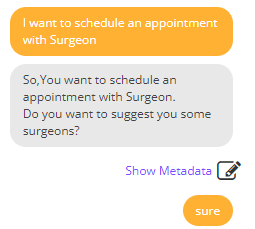 I want to schedule an appointment
with Surgeon
So,You want to schedule an
appointment with Surgeon.
Do you want to suggest you some
surgeons?
Show Metadata
sure